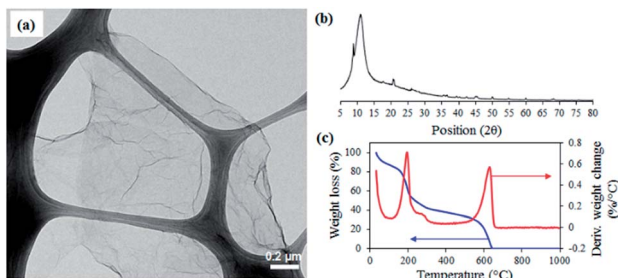 (a)
0.2 µm
(b)
5 10 15 20 25 30 35 40 45 50 55 60 65 70 75 80
Position (2θ)
(c)
Weight loss (%)
100
80
60
40
20
0
0.8
0.6
0.4
0.2
0
-0.2
Deriv. weight change
(%/°C)
0 200 400 600 800 1000
Temperature (°C)